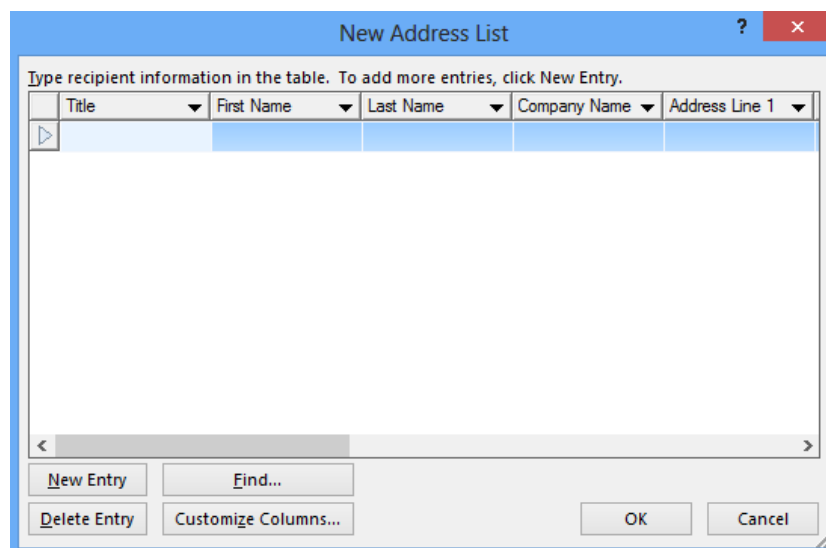 New Address List ?
Type recipient information in the table. To add more entries, click New Entry.
Title First Name Last Name Company Name Address Line 1
New Entry Find...
Delete Entry Customize Columns... OK Cancel